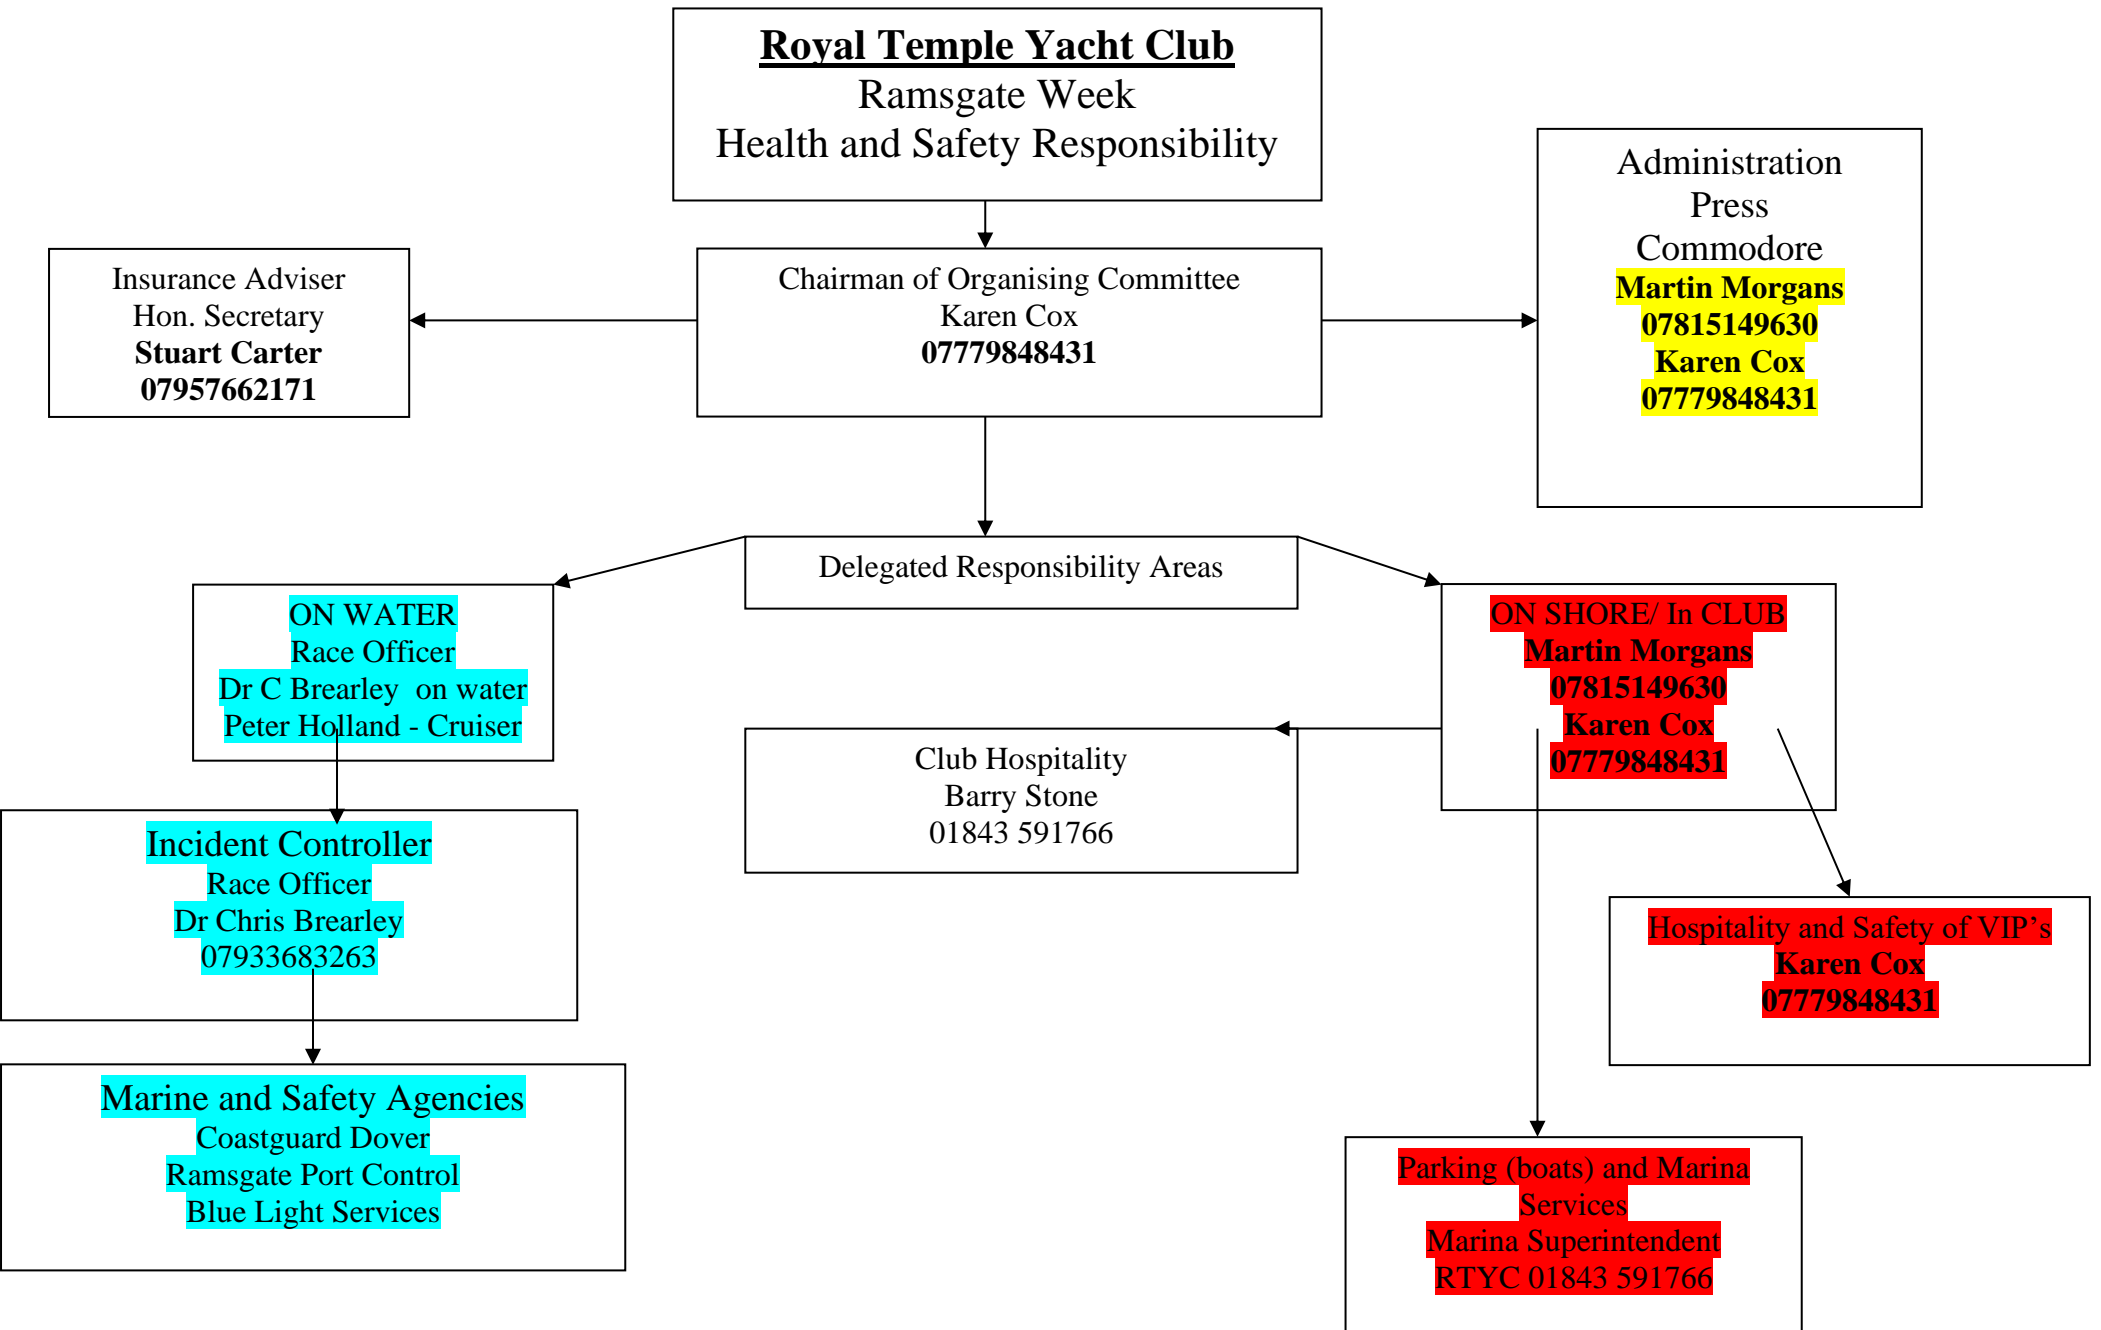 Royal Temple Yacht Club
Ramsgate Week
Health and Safety Responsibility
Administration
Press
Commodore
Martin Morgans
07815149630
Karen Cox
07779848431
Insurance Adviser
Hon. Secretary
Stuart Carter
07957662171
Chairman of Organising Committee
Karen Cox
07779848431
Delegated Responsibility Areas
ON WATER
Race Officer
Dr C Brearley  on water
Peter Holland - Cruiser
ON SHORE/ In CLUB
Martin Morgans
07815149630
Karen Cox
07779848431
Club Hospitality
Barry Stone
01843 591766
Incident Controller
Race Officer
Dr Chris Brearley
07933683263
Hospitality and Safety of VIP’s
Karen Cox
07779848431
Marine and Safety Agencies
Coastguard Dover
Ramsgate Port Control
Blue Light Services
Parking (boats) and Marina
Services
Marina Superintendent
RTYC 01843 591766